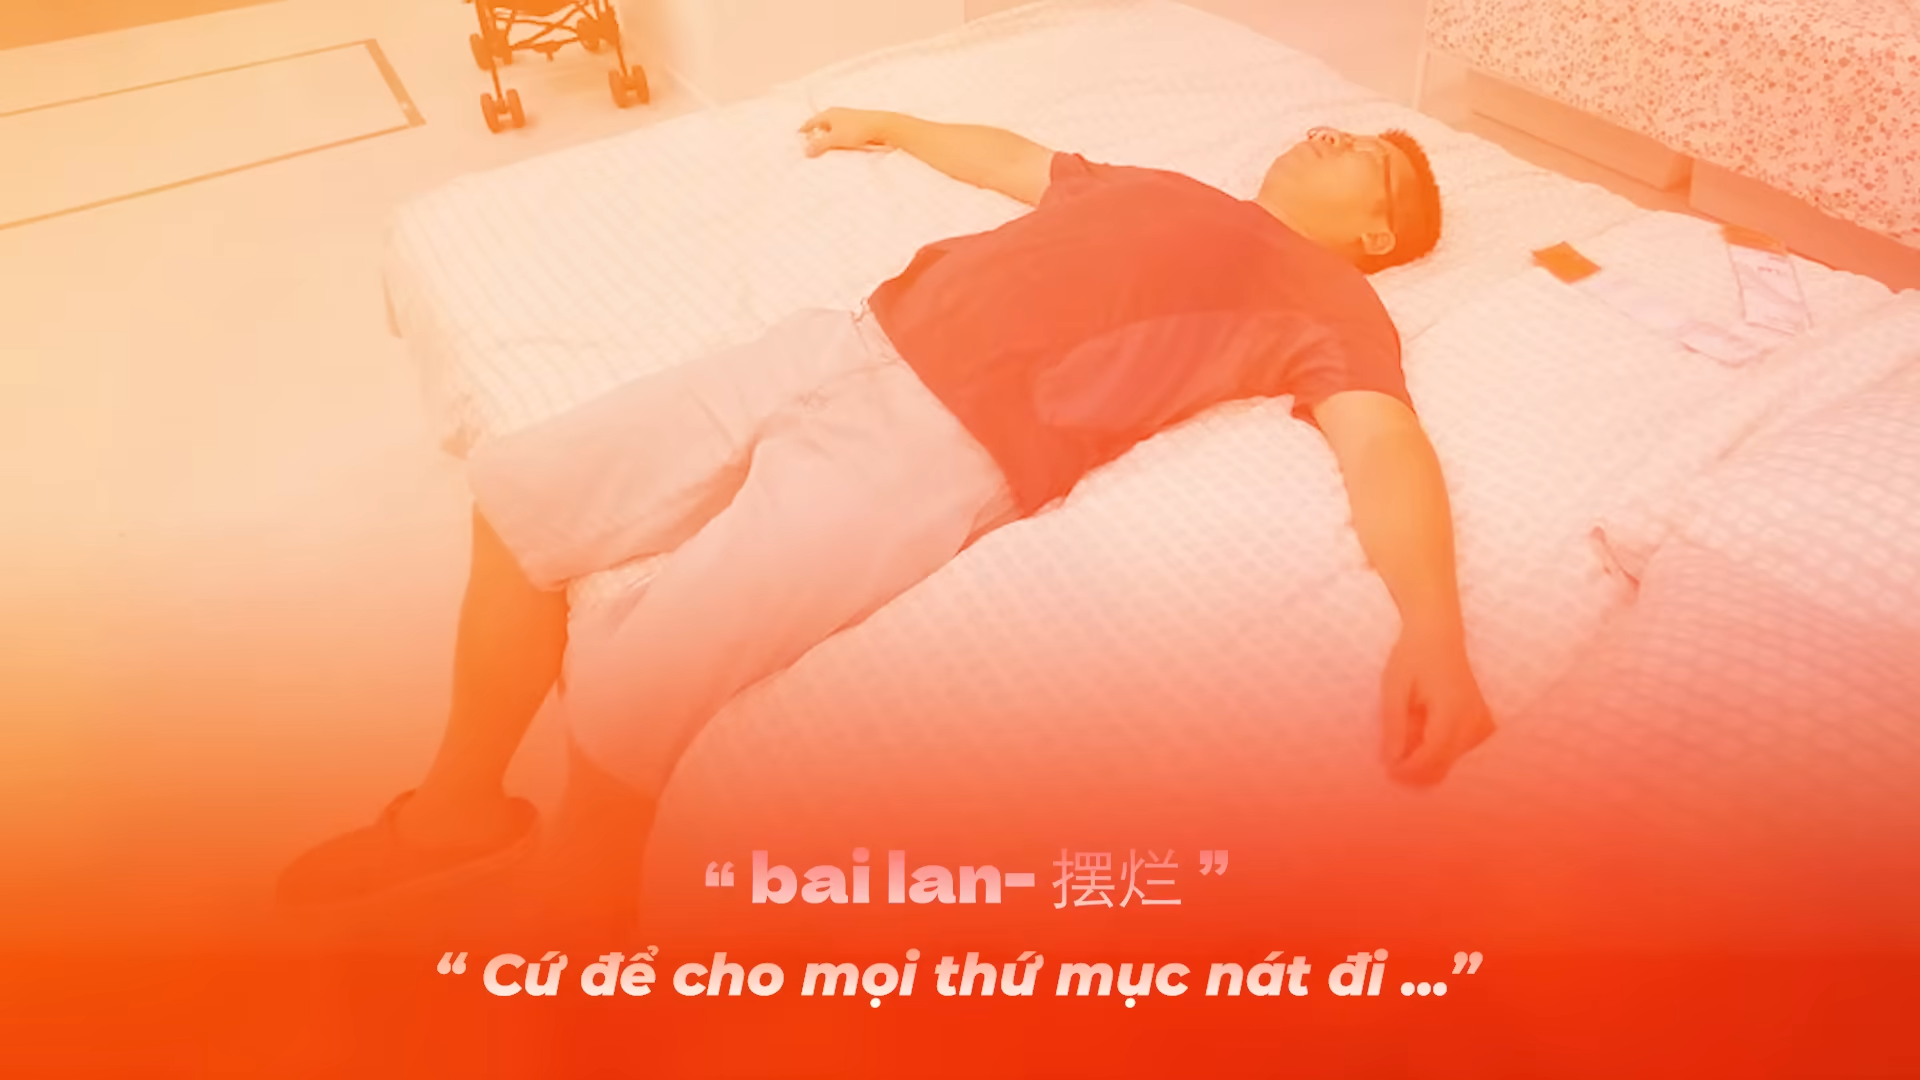 “ bai lan- 摆烂 ”
“ Cứ để cho mọi thứ mục nát đi ...”